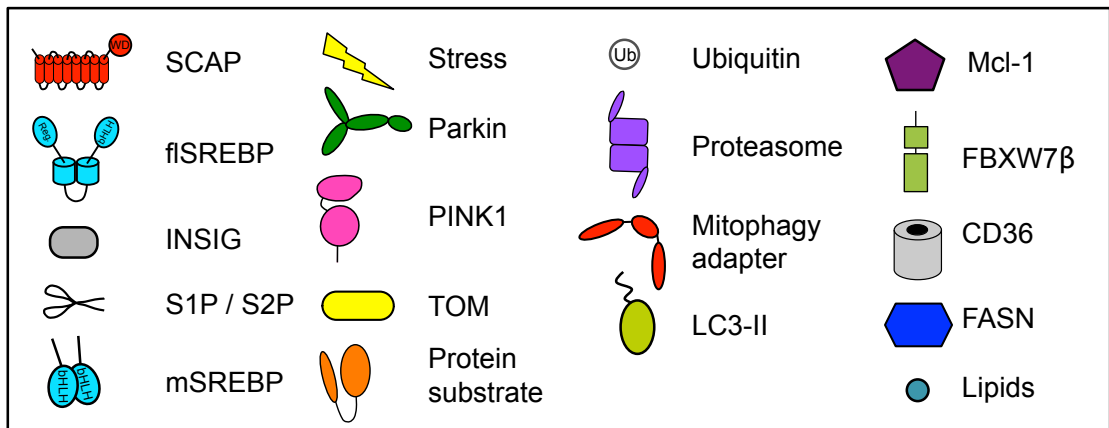 WD
SCAP
Reg.
bHLH
flSREBP
INSIG
S1P / S2P
bHLH
bHLH
mSREBP
Stress
Parkin
PINK1
TOM
Protein
substrate
Ub
Ubiquitin
Proteasome
Mitophagy
adapter
LC3-II
Mcl-1
FBXW7β
CD36
FASN
Lipids